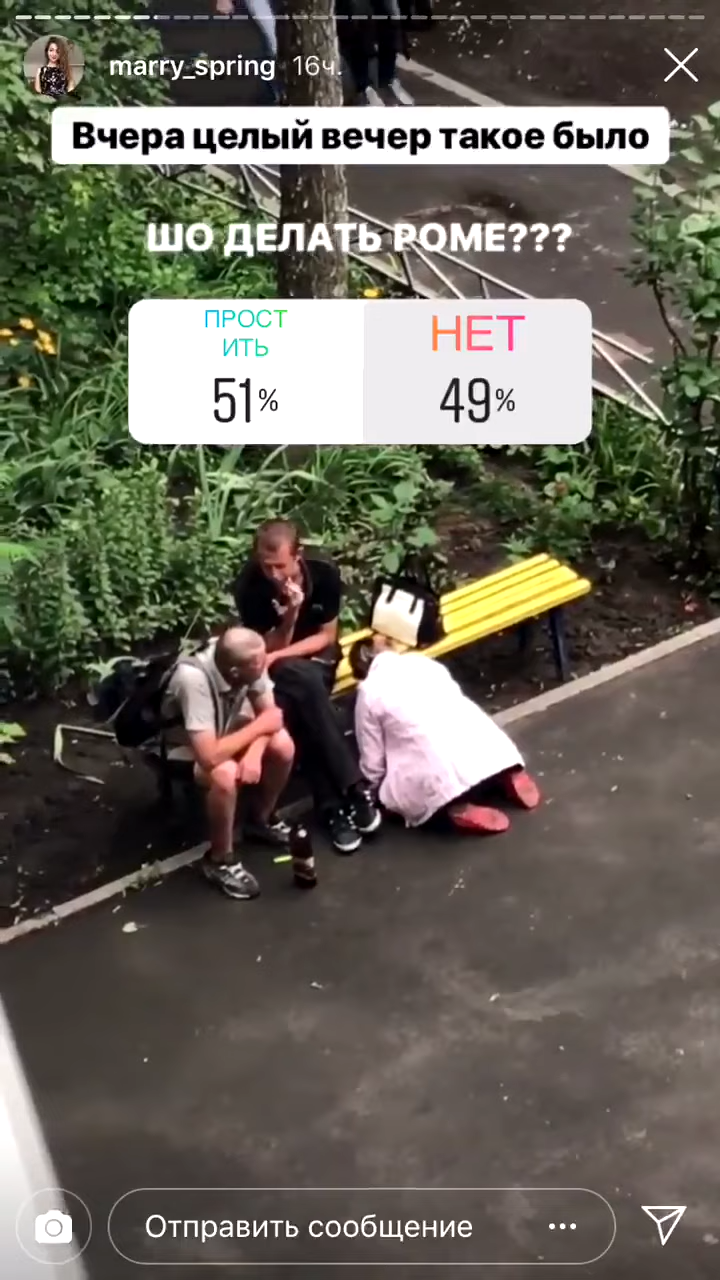 marry_spring 16ч.
Вчера целый вечер такое было
ШО ДЕЛАТЬ РОМЕ???
ПРОСТ
ИТЬ
НЕТ
51%
49%
Отправить сообщение